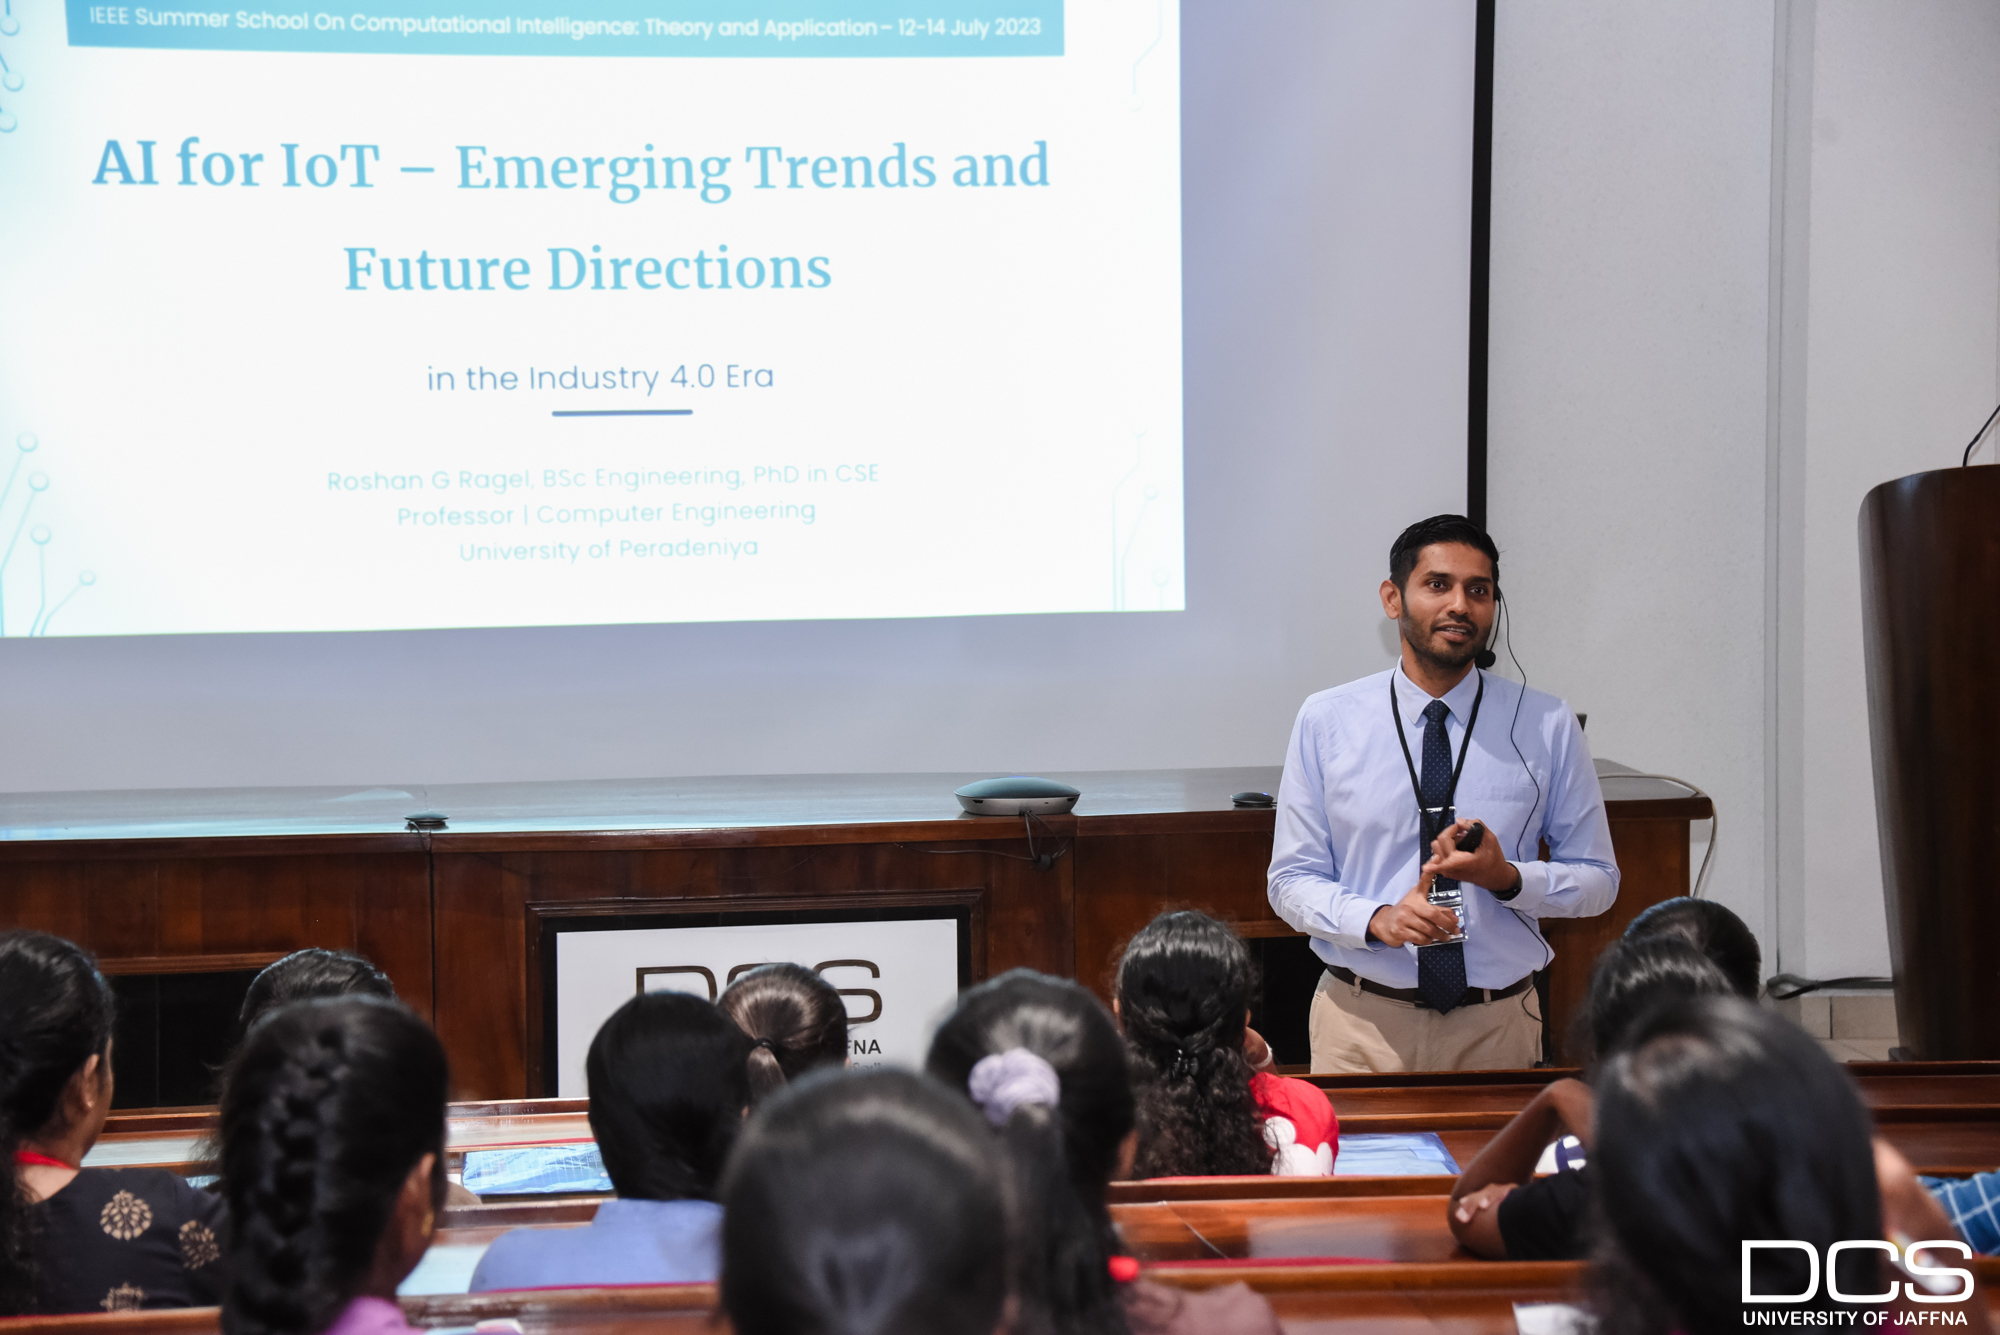 IEEE Summer School On Computational Intelligence: Theory and Application – 12-14 July 2023
AI for IoT – Emerging Trends and
Future Directions
in the Industry 4.0 Era
Roshan G Ragel, BSc Engineering, PhD in CSE
Professor | Computer Engineering
University of Peradeniya
DCS
FNA
DCS
UNIVERSITY OF JAFFNA